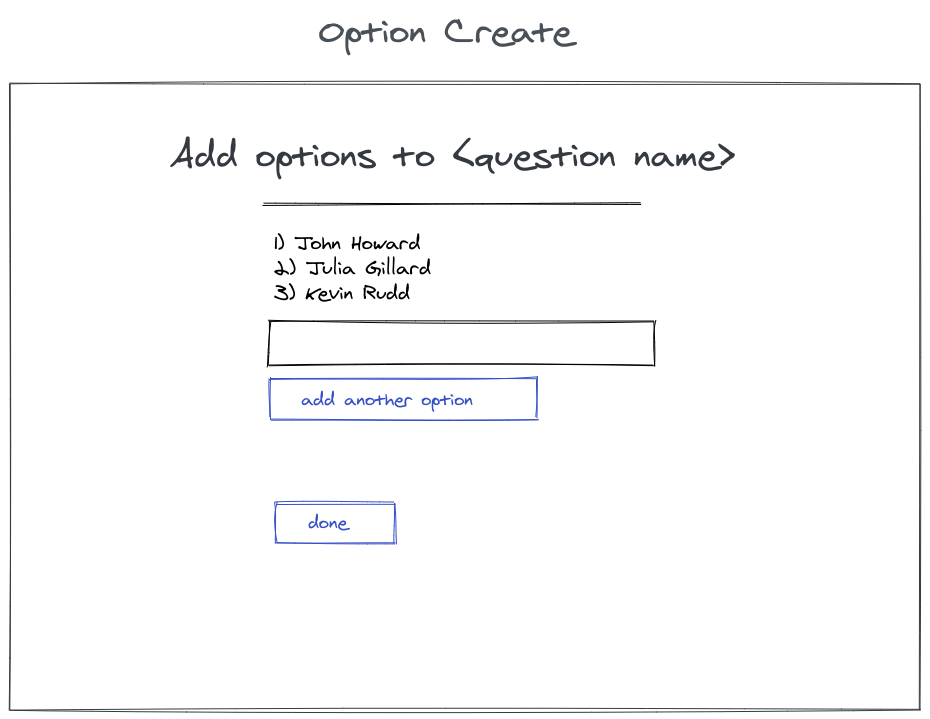 Option Create
Add options to <question name>
1) John Howard
2) Julia Gillard
3) Kevin Rudd
add another option
done